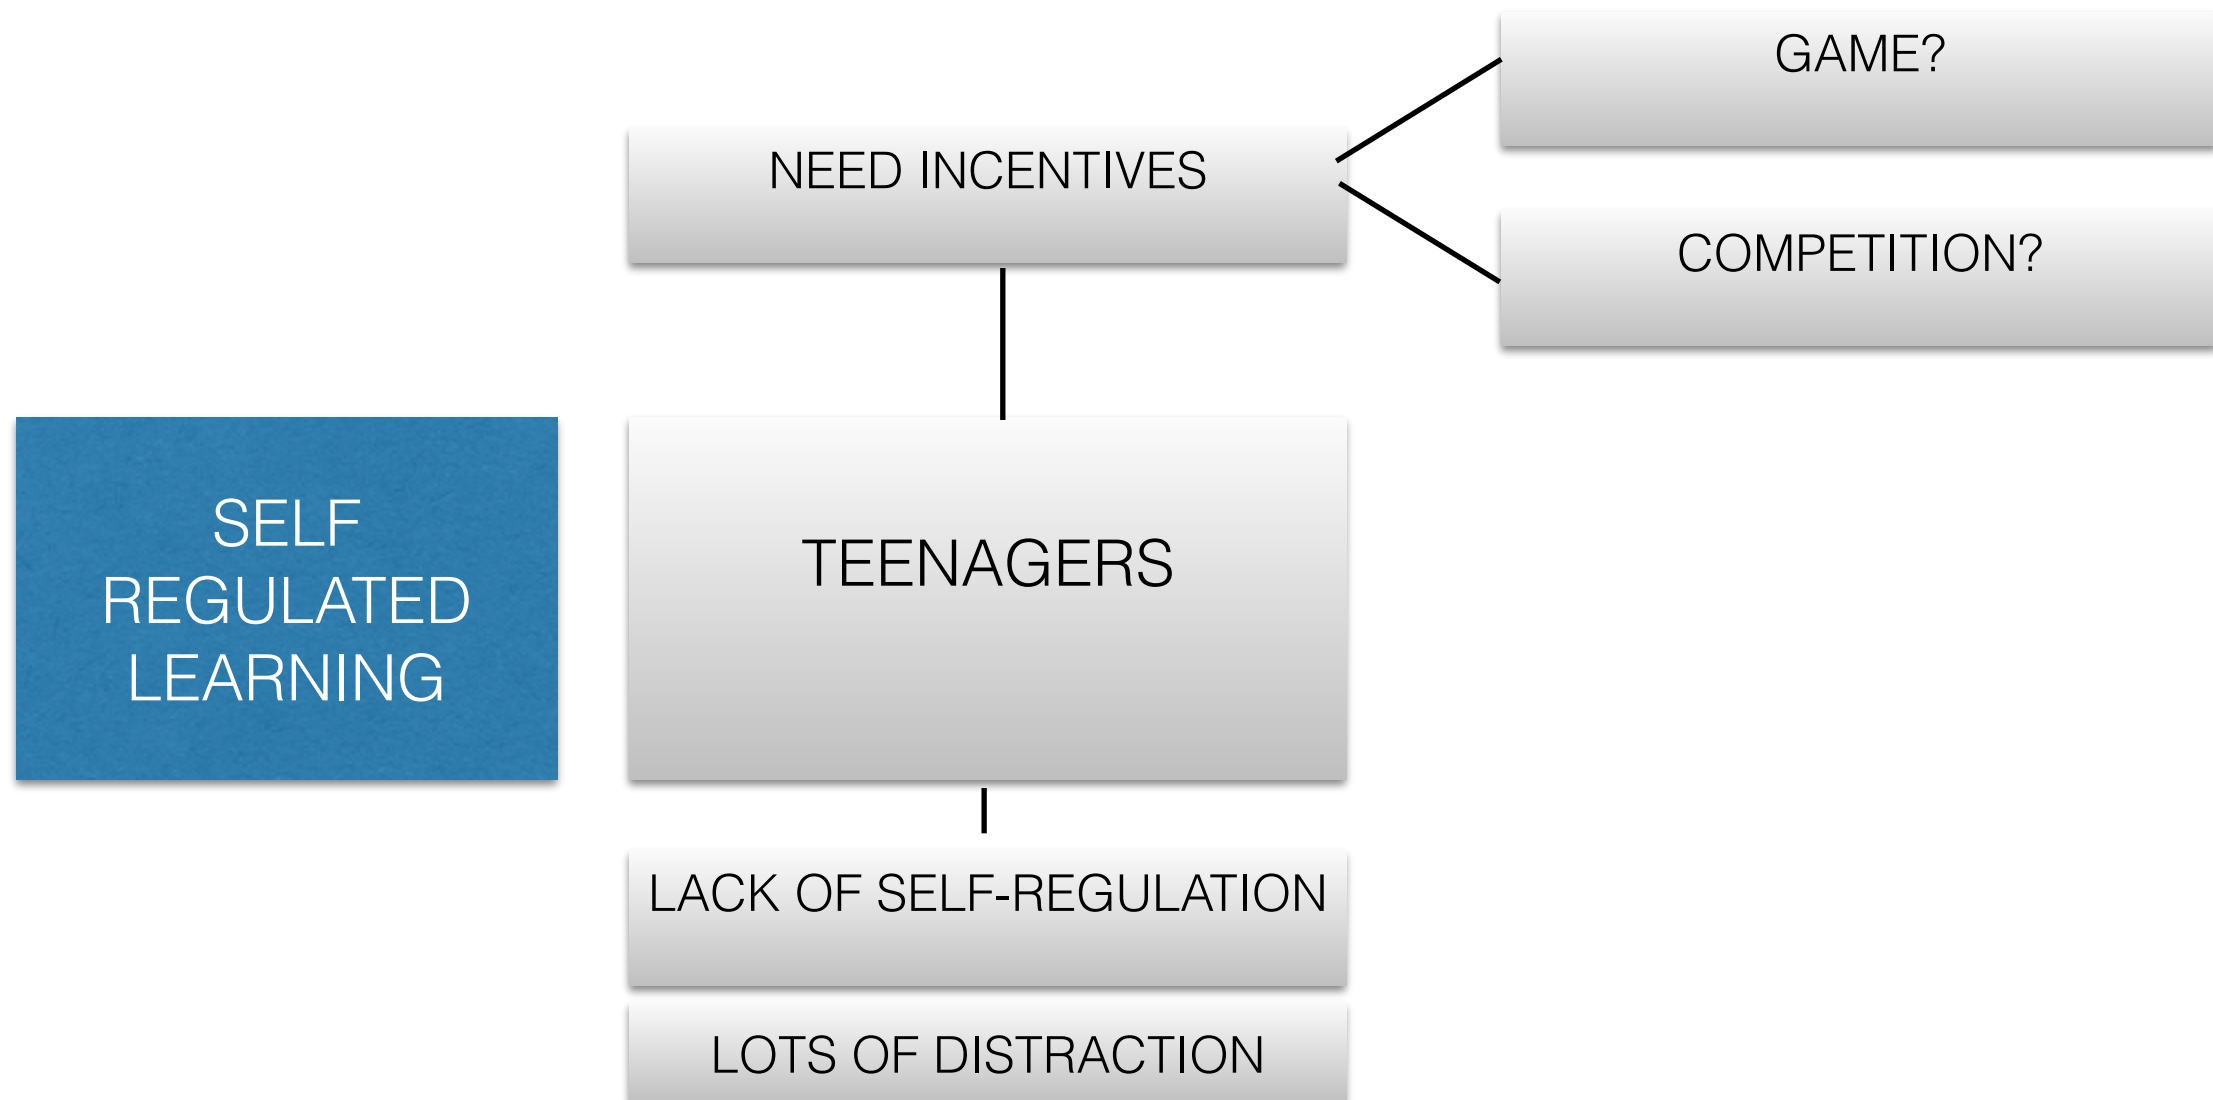 GAME?
NEED INCENTIVES
COMPETITION?
SELF
REGULATED
LEARNING
TEENAGERS
LACK OF SELF-REGULATION
LOTS OF DISTRACTION